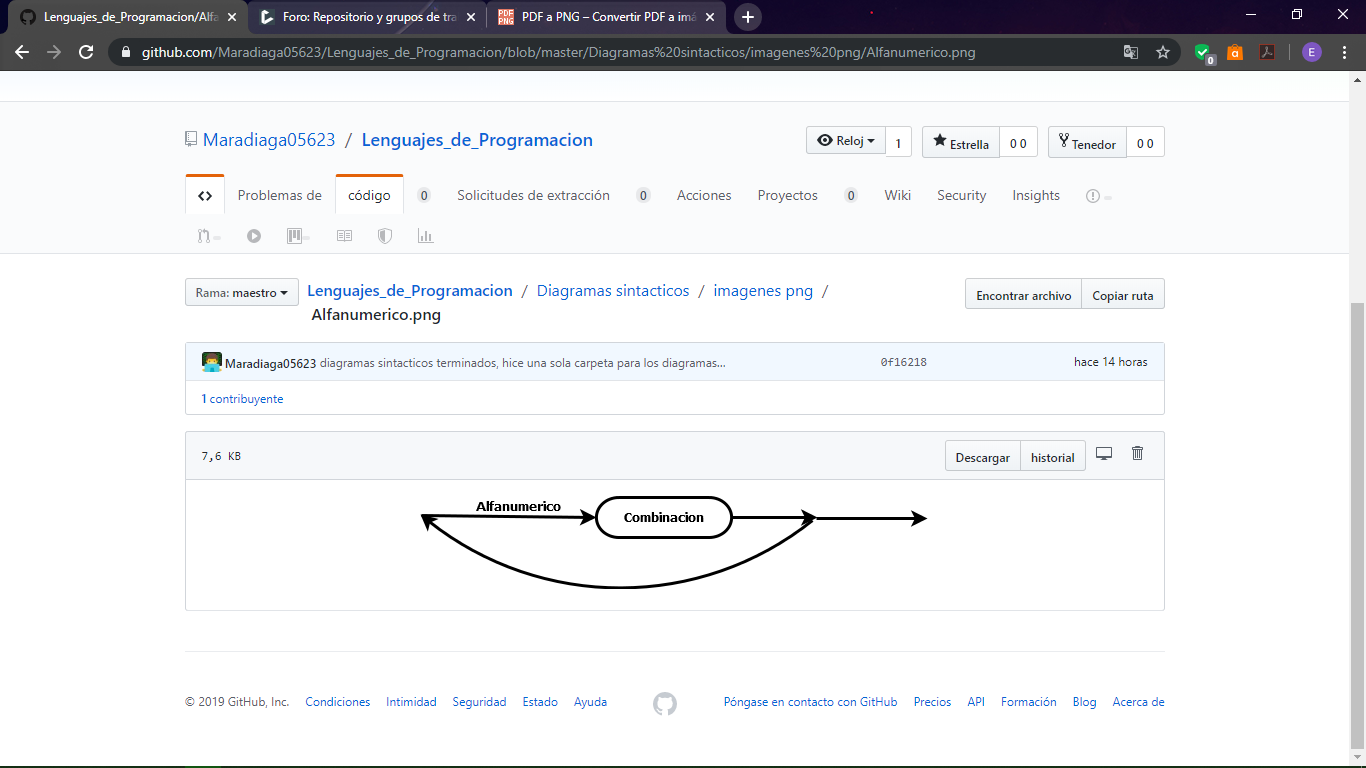 Lenguajes_de_Programacion/Alfa
Foro: Repositorio y grupos de tra
PDF a PNG – Convertir PDF a imá
github.com/Maradiaga05623/Lenguajes_de_Programacion/blob/master/Diagramas%20sintacticos/imagenes%20png/Alfanumerico.png
0
E
Maradiaga05623 / Lenguajes_de_Programacion
Reloj 1 Estrella 0 0 Tenedor 0 0
Problemas de código 0 Solicitudes de extracción 0 Acciones Proyectos 0 Wiki Security Insights
Rama: maestro Lenguajes_de_Programacion / Diagramas sintacticos / imagenes png /
Alfanumerico.png
Encontrar archivo Copiar ruta
Maradiaga05623 diagramas sintacticos terminados, hice una sola carpeta para los diagramas... 0f16218 hace 14 horas
1 contribuyente
7,6 KB Descargar historial
Alfanumerico
Combinacion
© 2019 GitHub, Inc. Condiciones Intimidad Seguridad Estado Ayuda Póngase en contacto con GitHub Precios API Formación Blog Acerca de